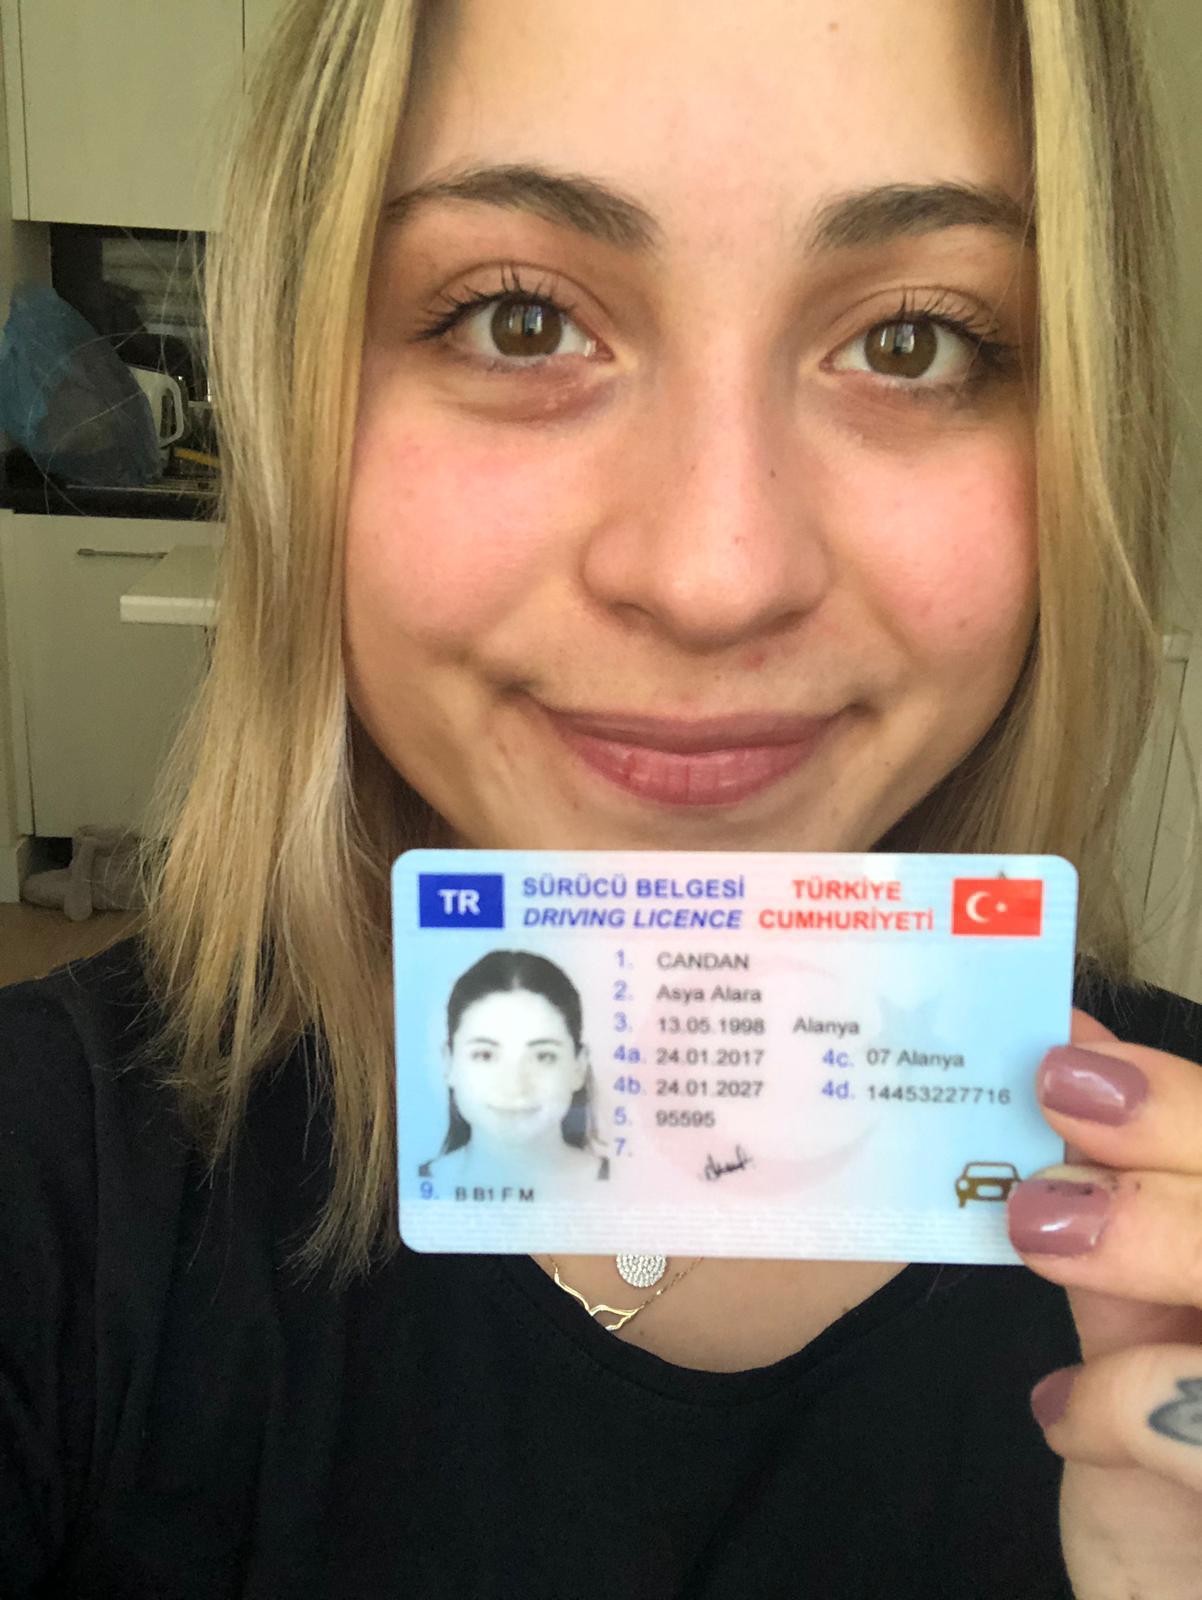 TR SÜRÜCÜ BELGESİ TÜRKİYE
DRIVING LICENCE CUMHURİYETİ
1. CANDAN
2. Asya Alara
3. 13.05.1998 Alanya
4a. 24.01.2017 4c. 07 Alanya
4b. 24.01.2027 4d. 14453227716
5. 95595
7.
9. B B1 F M